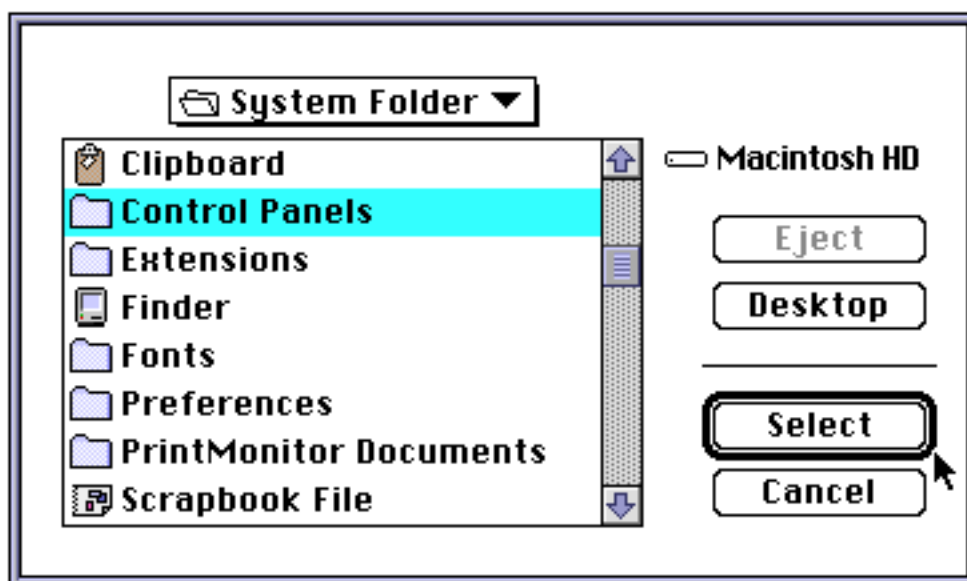 System Folder
Clipboard
Control Panels
Extensions
Finder
Fonts
Preferences
PrintMonitor Documents
Scrapbook File
Macintosh HD
Eject
Desktop
Select
Cancel